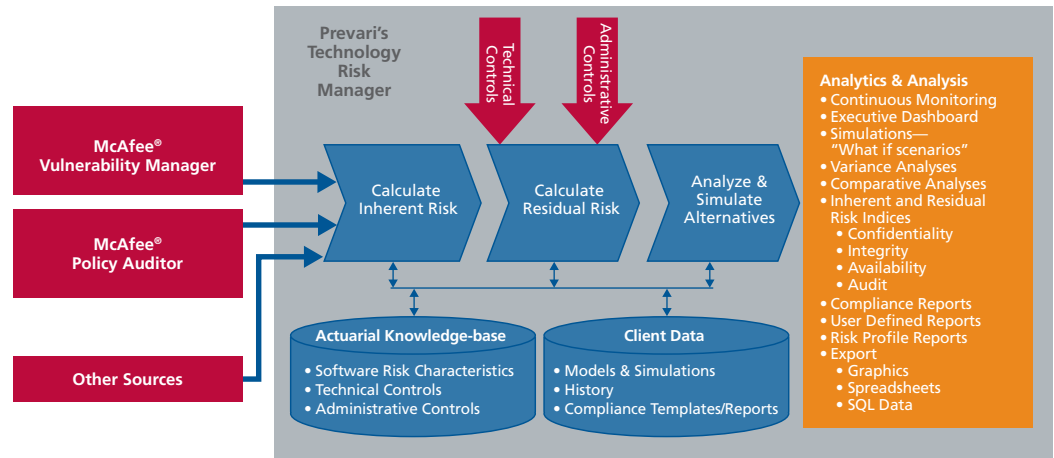 Prevari's
Technology
Risk
Manager
Technical
Controls
Administrative
Controls
McAfee®
Vulnerability Manager
McAfee®
Policy Auditor
Other Sources
Calculate
Inherent Risk
Calculate
Residual Risk
Analyze &
Simulate
Alternatives
Actuarial Knowledge-base
• Software Risk Characteristics
• Technical Controls
• Administrative Controls
Client Data
• Models & Simulations
• History
• Compliance Templates/Reports
Analytics & Analysis
• Continuous Monitoring
• Executive Dashboard
• Simulations—
"What if scenarios"
• Variance Analyses
• Comparative Analyses
• Inherent and Residual
Risk Indices
• Confidentiality
• Integrity
• Availability
• Audit
• Compliance Reports
• User Defined Reports
• Risk Profile Reports
• Export
• Graphics
• Spreadsheets
• SQL Data